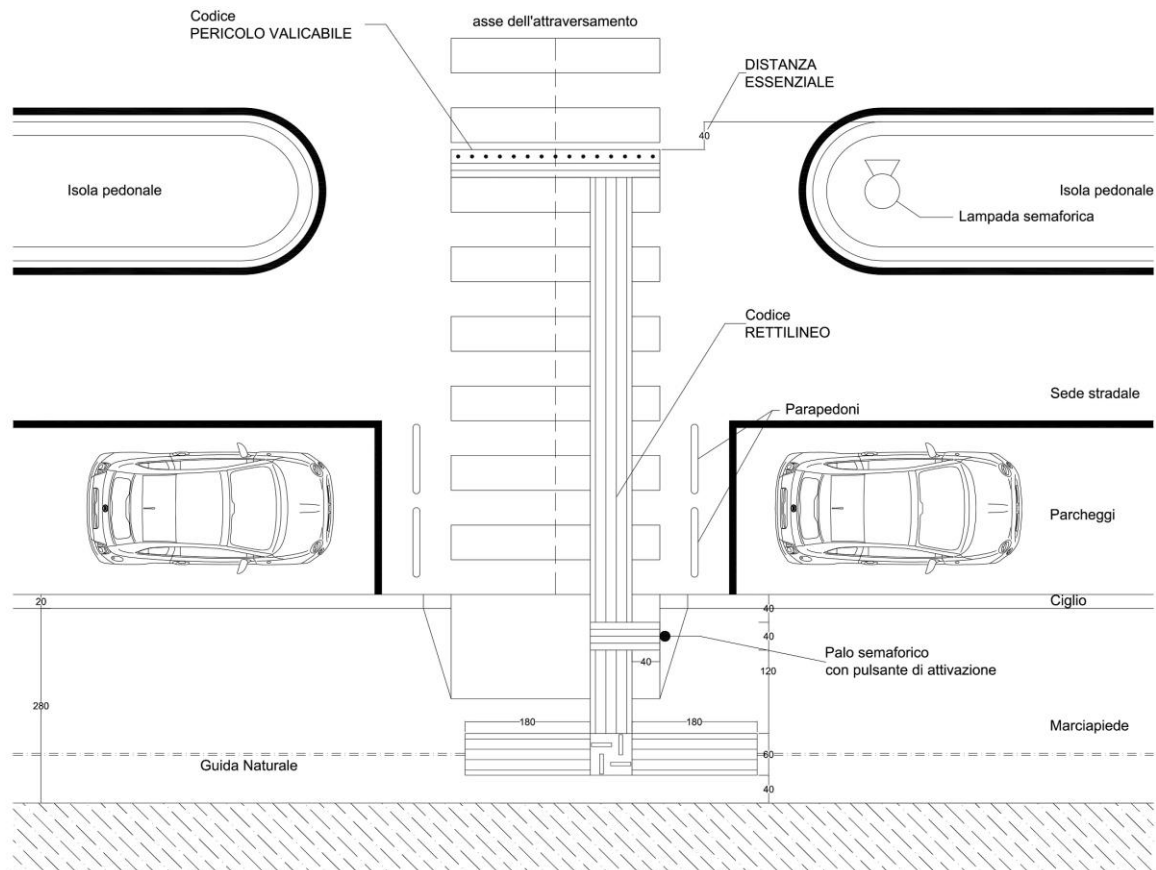 Codice
PERICOLO VALICABILE
asse dell'attraversamento
DISTANZA
ESSENZIALE
40
Isola pedonale
Isola pedonale
Lampada semaforica
Codice
RETTILINEO
Sede stradale
Parapedoni
Parcheggi
20
40
Ciglio
40
40
Palo semaforico
con pulsante di attivazione
120
280
180
180
Marciapiede
60
Guida Naturale
40